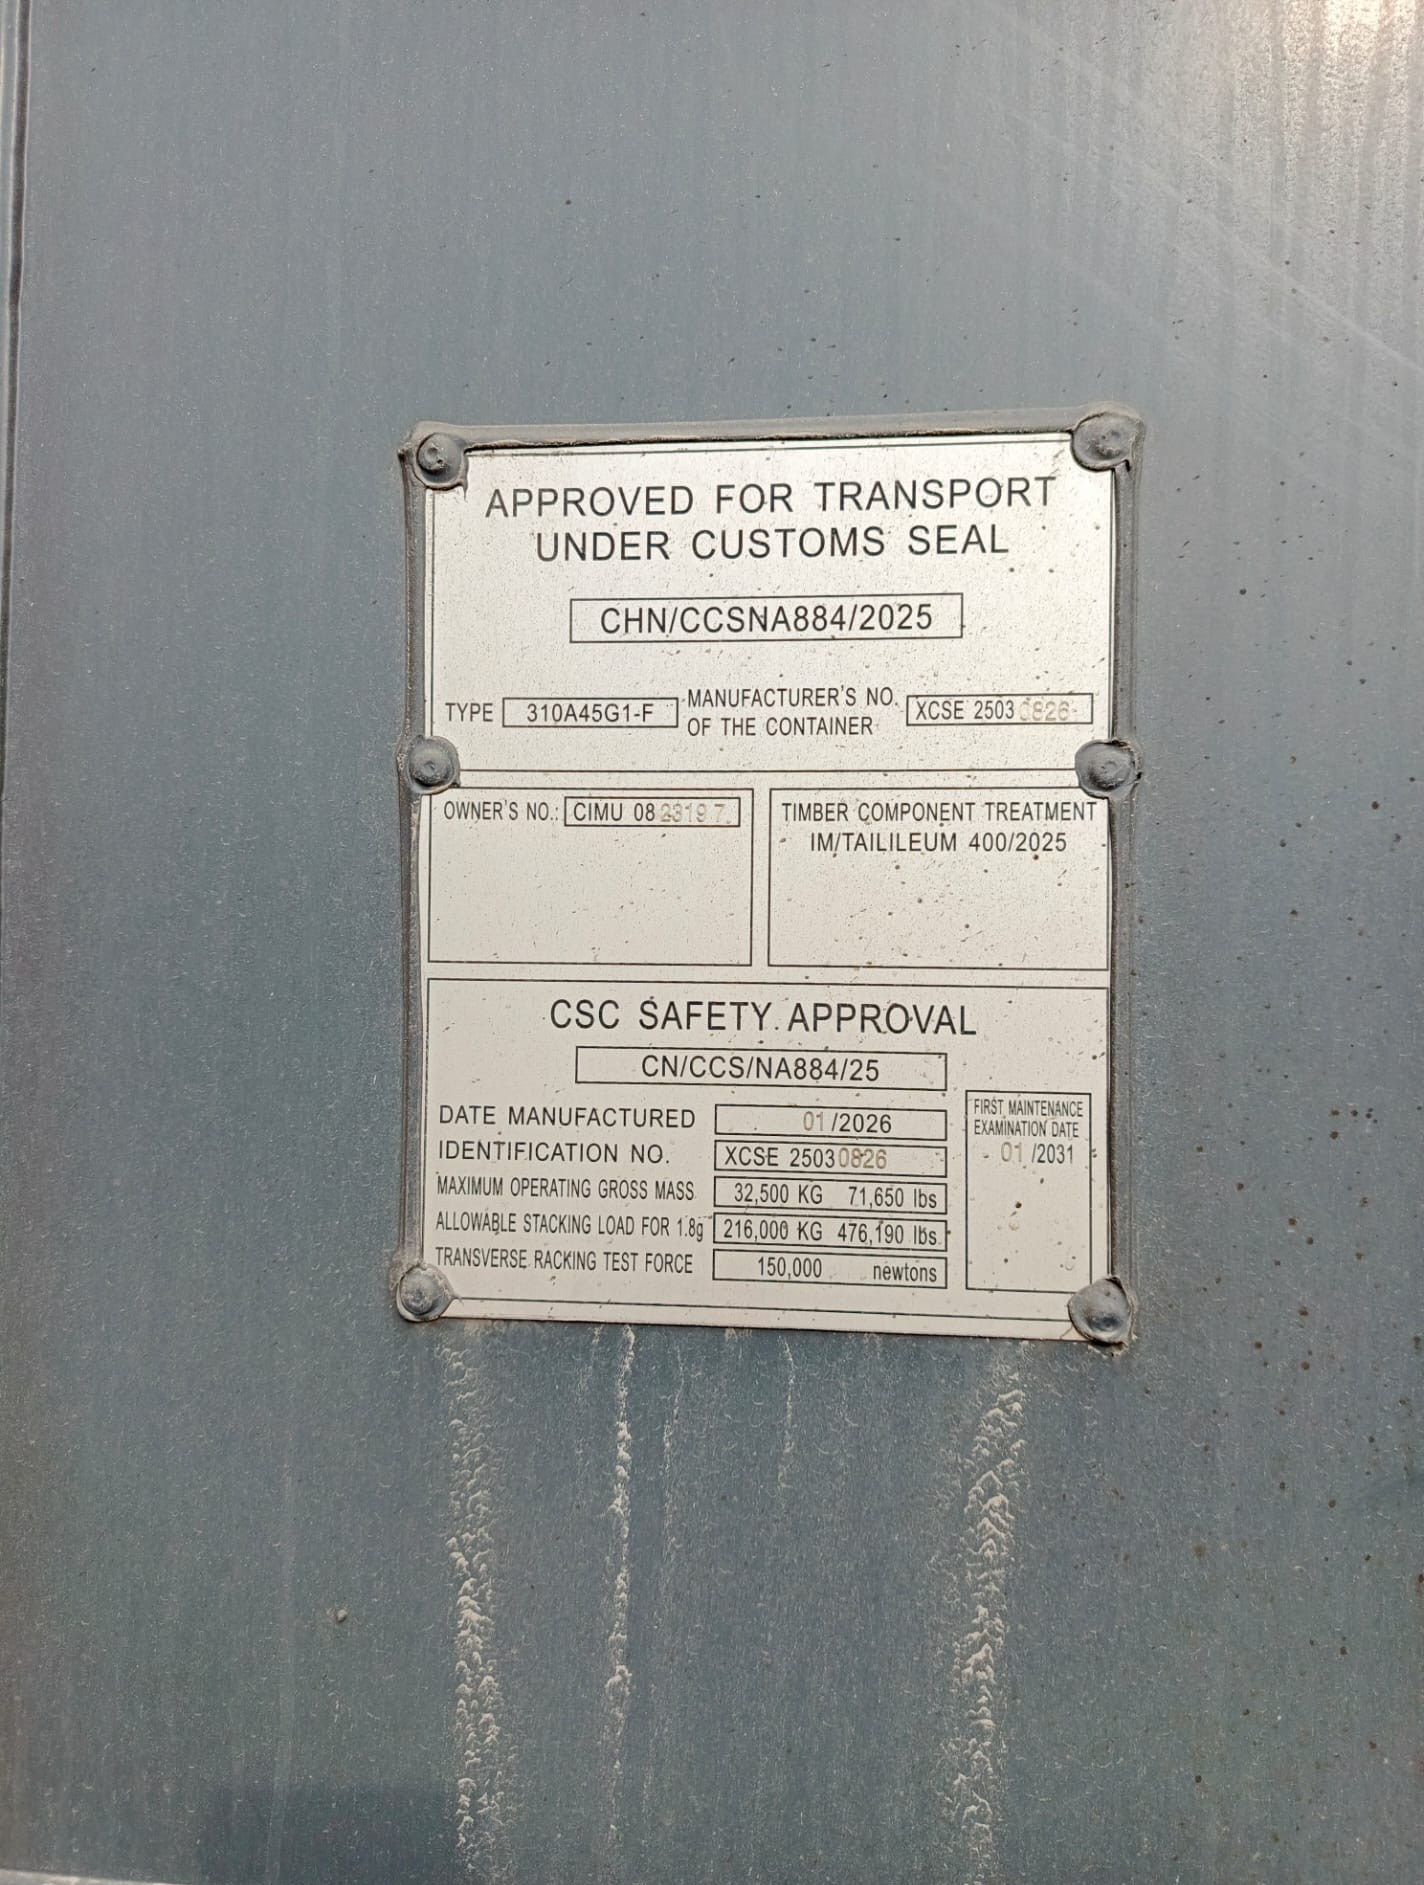 APPROVED FOR TRANSPORT
UNDER CUSTOMS SEAL
CHN/CCSNA884/2025
TYPE 310A45G1-F MANUFACTURER'S NO. OF THE CONTAINER XCSE 2503 0826
OWNER'S NO.: CIMU 08 2319 7
TIMBER COMPONENT TREATMENT
IM/TAILILEUM 400/2025
CSC SAFETY APPROVAL
CN/CCS/NA884/25
DATE MANUFACTURED 01/2026
IDENTIFICATION NO. XCSE 25030826
MAXIMUM OPERATING GROSS MASS 32,500 KG 71,650 lbs
ALLOWABLE STACKING LOAD FOR 1.8g 216,000 KG 476,190 lbs
TRANSVERSE RACKING TEST FORCE 150,000 newtons
FIRST MAINTENANCE
EXAMINATION DATE
01/2031